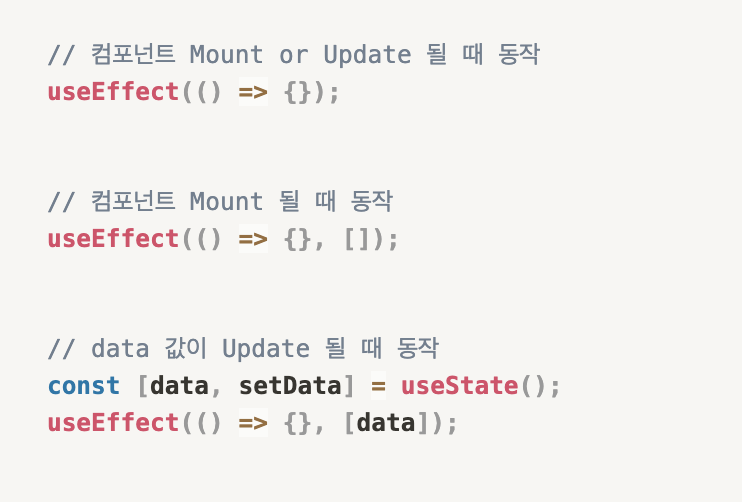 // 컴포넌트 Mount or Update 될 때 동작
useEffect(() => {});
// 컴포넌트 Mount 될 때 동작
useEffect(() => {}, []);
// data 값이 Update 될 때 동작
const [data, setData] = useState();
useEffect(() => {}, [data]);